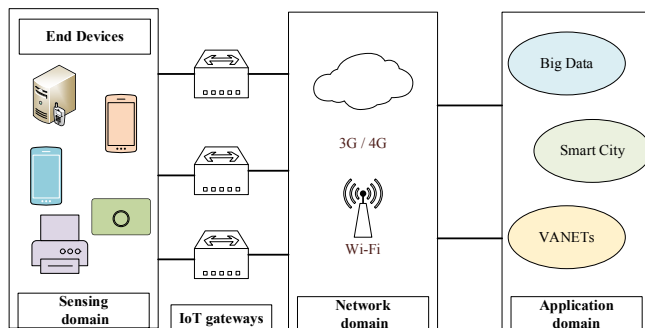 End Devices
Big Data
3G / 4G
Smart City
Wi-Fi
VANETs
Sensing
domain
IoT gateways
Network
domain
Application
domain